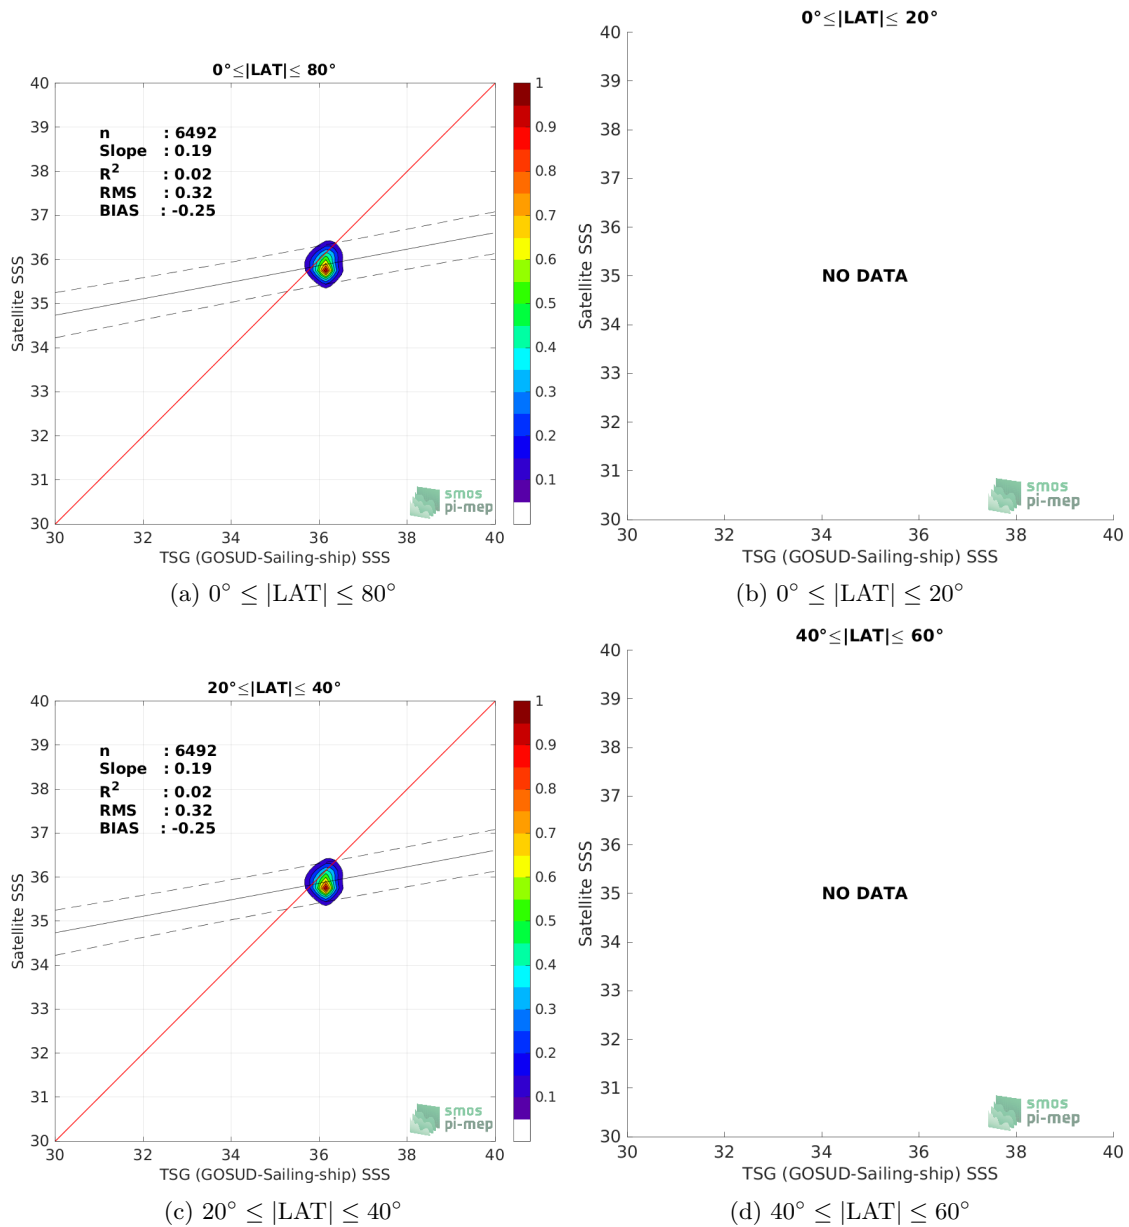 0°≤|LAT|≤ 80°
40
39
38
37
36
35
34
33
32
31
30
Satellite SSS
n : 6492
Slope : 0.19
R² : 0.02
RMS : 0.32
BIAS : -0.25
smos
pi-mep
30 32 34 36 38 40
TSG (GOSUD-Sailing-ship) SSS
1
0.9
0.8
0.7
0.6
0.5
0.4
0.3
0.2
0.1
(a) 0° ≤ |LAT| ≤ 80°
0°≤|LAT|≤ 20°
40
39
38
37
36
35
34
33
32
31
30
Satellite SSS
NO DATA
smos
pi-mep
30 32 34 36 38 40
TSG (GOSUD-Sailing-ship) SSS
(b) 0° ≤ |LAT| ≤ 20°
20°≤|LAT|≤ 40°
40
39
38
37
36
35
34
33
32
31
30
Satellite SSS
n : 6492
Slope : 0.19
R² : 0.02
RMS : 0.32
BIAS : -0.25
smos
pi-mep
30 32 34 36 38 40
TSG (GOSUD-Sailing-ship) SSS
1
0.9
0.8
0.7
0.6
0.5
0.4
0.3
0.2
0.1
(c) 20° ≤ |LAT| ≤ 40°
40°≤|LAT|≤ 60°
40
39
38
37
36
35
34
33
32
31
30
Satellite SSS
NO DATA
smos
pi-mep
30 32 34 36 38 40
TSG (GOSUD-Sailing-ship) SSS
(d) 40° ≤ |LAT| ≤ 60°